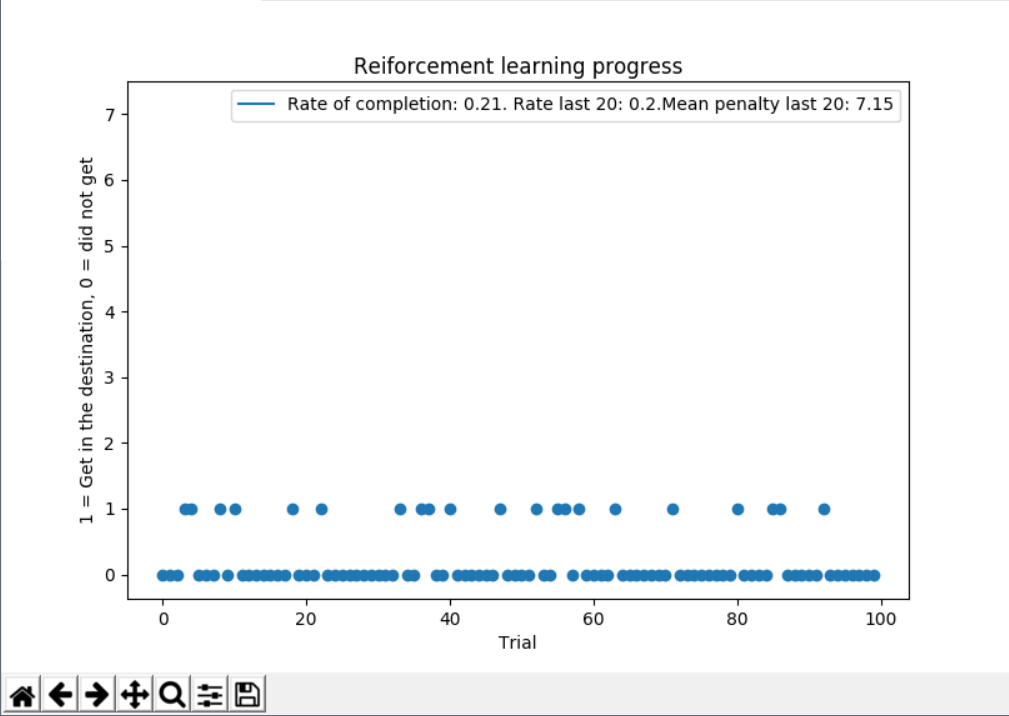 Reiforcement learning progress
Rate of completion: 0.21. Rate last 20: 0.2.Mean penalty last 20: 7.15
1 = Get in the destination, 0 = did not get
7
6
5
4
3
2
1
0
0 20 40 60 80 100
Trial